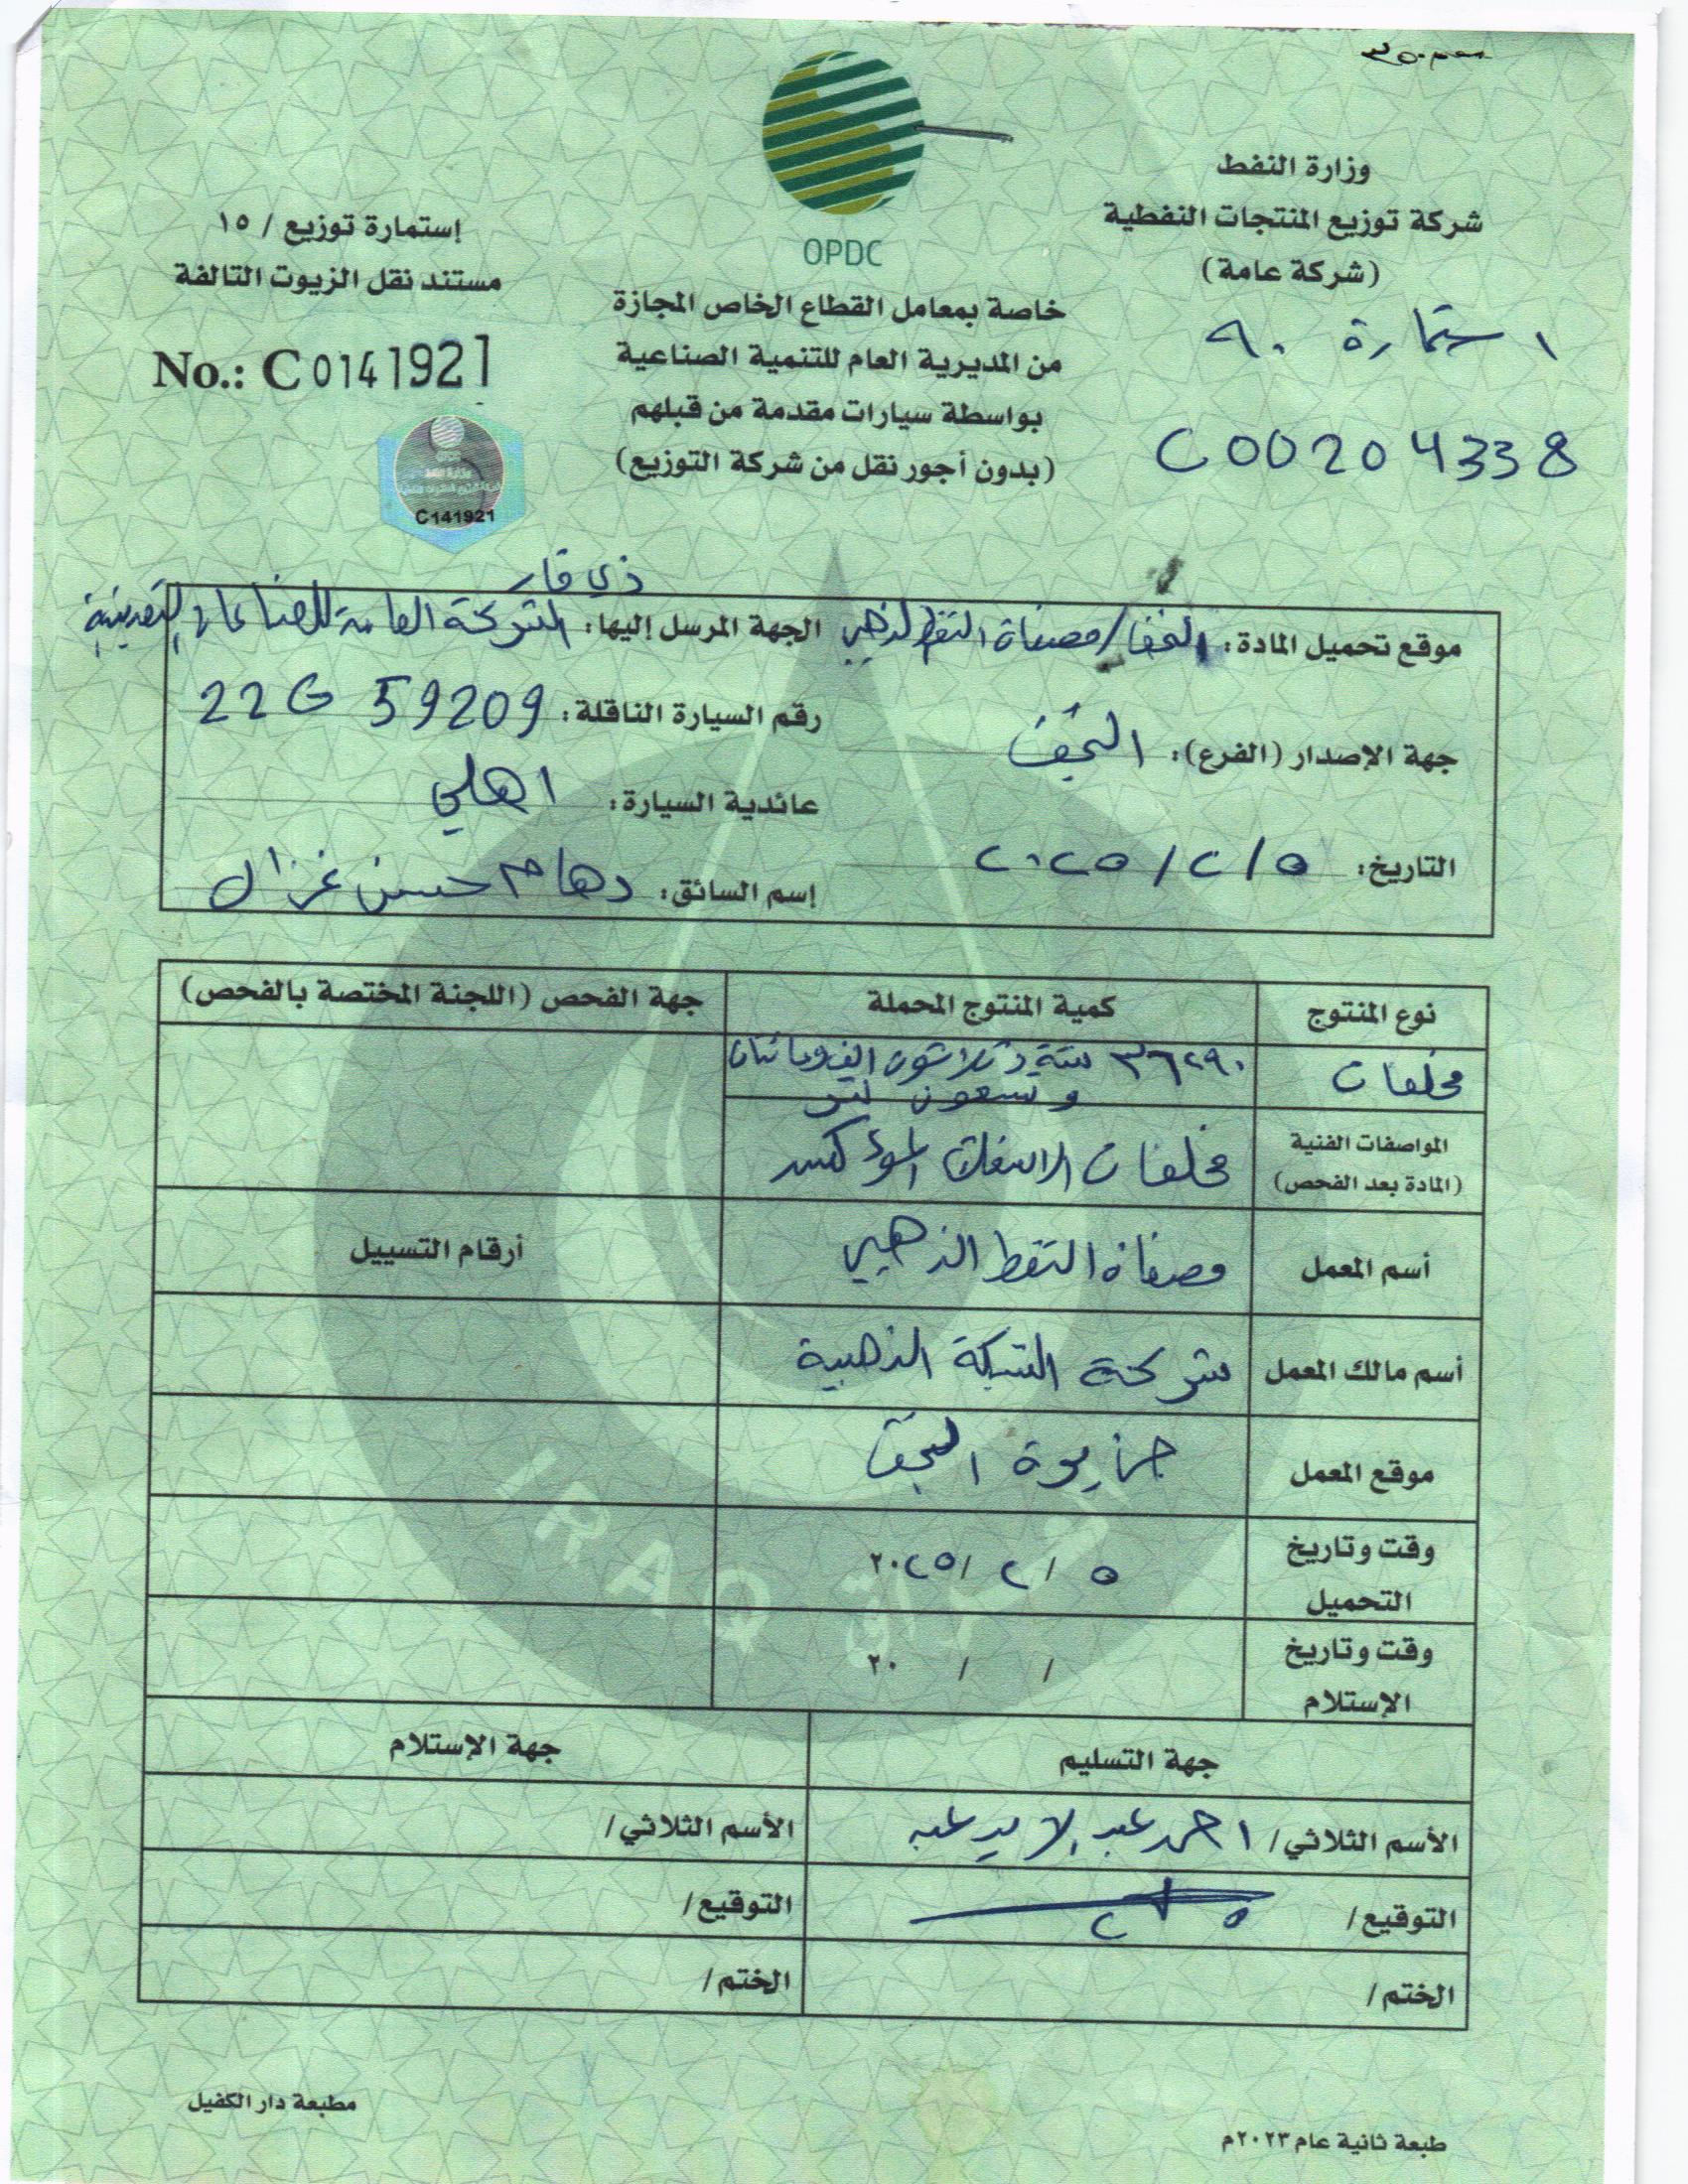 وزارة النفط
شركة توزيع المنتجات النفطية
(شركة عامة)
استمارة ٩٠
C00204338
OPDC
خاصة بمعامل القطاع الخاص المجازة
من المديرية العام للتنمية الصناعية
بواسطة سيارات مقدمة من قبلهم
(بدون أجور نقل من شركة التوزيع)
إستمارة توزيع / ١٥
مستند نقل الزيوت التالفة
No.: C 0141921
C141921
موقع تحميل المادة: النجف / مصفاة النفط الذهبي
الجهة المرسل إليها: الشركة العامة للصناعات التعدينية
ذي قار
جهة الإصدار (الفرع): النجف
رقم السيارة الناقلة: 22G 59209
عائدية السيارة: اهلي
التاريخ: ٥ / ٢ / ٢٠٢٥
إسم السائق: دهام حسن غزال
نوع المنتوج كمية المنتوج المحملة جهة الفحص (اللجنة المختصة بالفحص)
مخلفات ٣٦٢٩٠ ستة وثلاثون الف ومائتان
وتسعون لتر
المواصفات الفنية
(المادة بعد الفحص)
مخلفات الاسفلت المؤكسد
أسم المعمل مصفاة النفط الذهبي أرقام التسييل
أسم مالك المعمل شركة الشبكة الذهبية
موقع المعمل جزيرة النجف
وقت وتاريخ
التحميل
٥ / ٢ / ٢٠٢٥
وقت وتاريخ
الإستلام
/ / ٢٠
IRAQ العراق
جهة التسليم جهة الإستلام
الأسم الثلاثي/ احمد عبد الامير الأسم الثلاثي/
التوقيع/ التوقيع/
الختم/ الختم/
مطبعة دار الكفيل
طبعة ثانية عام ٢٠٢٣م